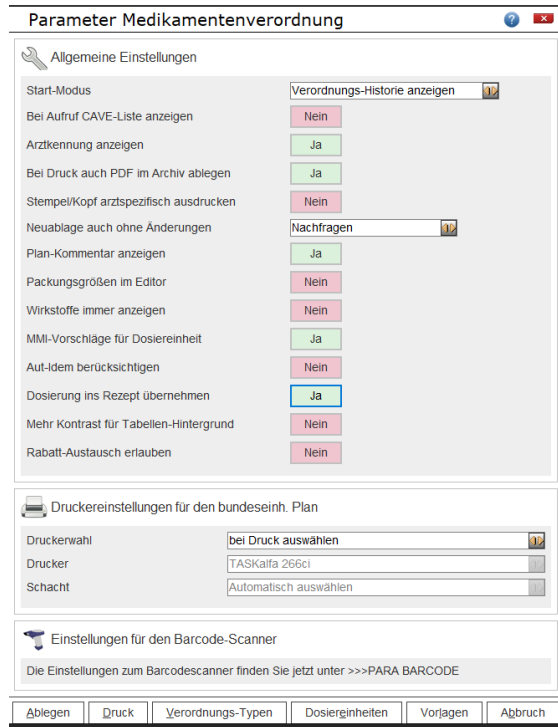 Parameter Medikamentenverordnung
Allgemeine Einstellungen
Start-Modus Verordnungs-Historie anzeigen
Bei Aufruf CAVE-Liste anzeigen Nein
Arztkennung anzeigen Ja
Bei Druck auch PDF im Archiv ablegen Ja
Stempel/Kopf arztspezifisch ausdrucken Nein
Neuablage auch ohne Änderungen Nachfragen
Plan-Kommentar anzeigen Ja
Packungsgrößen im Editor Nein
Wirkstoffe immer anzeigen Nein
MMI-Vorschläge für Dosiereinheit Ja
Aut-Idem berücksichtigen Nein
Dosierung ins Rezept übernehmen Ja
Mehr Kontrast für Tabellen-Hintergrund Nein
Rabatt-Austausch erlauben Nein
Druckereinstellungen für den bundeseinh. Plan
Druckerwahl bei Druck auswählen
Drucker TASKalfa 266ci
Schacht Automatisch auswählen
Einstellungen für den Barcode-Scanner
Die Einstellungen zum Barcodescanner finden Sie jetzt unter >>>PARA BARCODE
Ablegen Druck Verordnungs-Typen Dosiereinheiten Vorlagen Abbruch